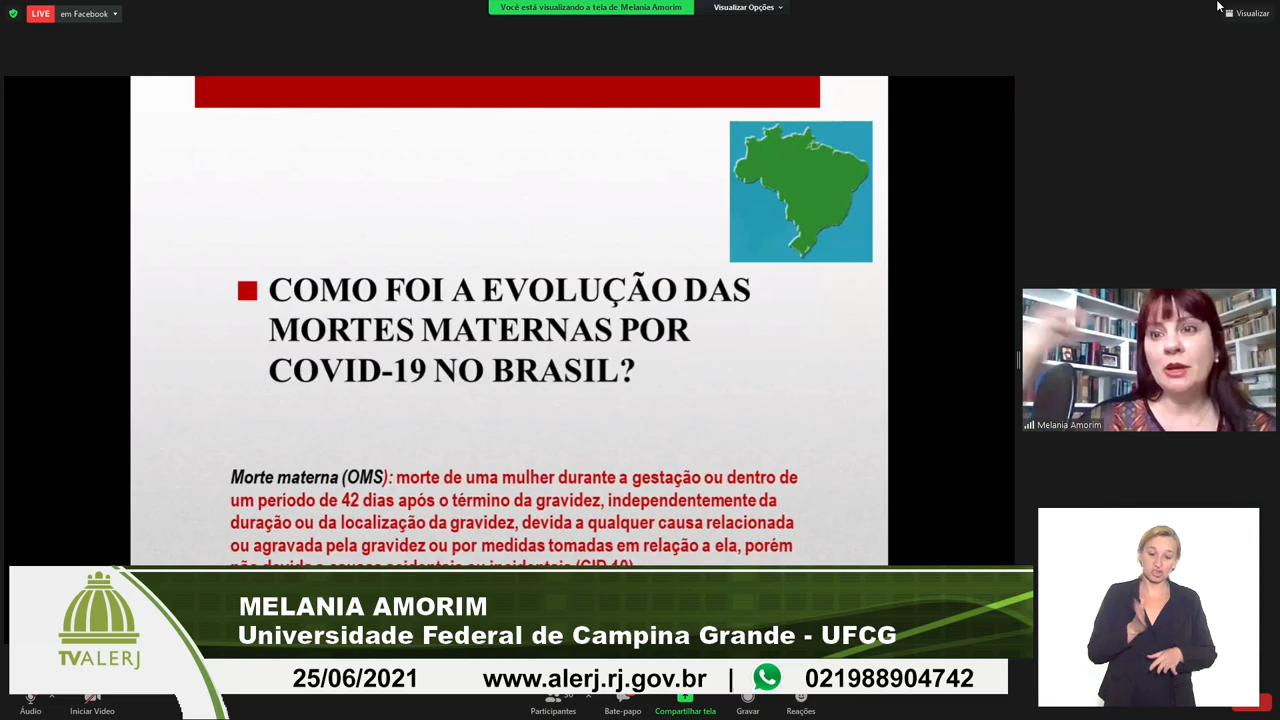 LIVE
em Facebook
Você está visualizando a tela de Melania Amorim
Visualizar Opções
Visualizar
COMO FOI A EVOLUÇÃO DAS
MORTES MATERNAS POR
COVID-19 NO BRASIL?
Morte materna (OMS): morte de uma mulher durante a gestação ou dentro de
um período de 42 dias após o término da gravidez, independentemente da
duração ou da localização da gravidez, devida a qualquer causa relacionada
ou agravada pela gravidez ou por medidas tomadas em relação a ela, porém
Melania Amorim
MELANIA AMORIM
Universidade Federal de Campina Grande - UFCG
TVALERJ
25/06/2021 www.alerj.rj.gov.br | 021988904742
Áudio
Iniciar Vídeo
Participantes
Bate-papo
Compartilhar tela
Gravar
Reações